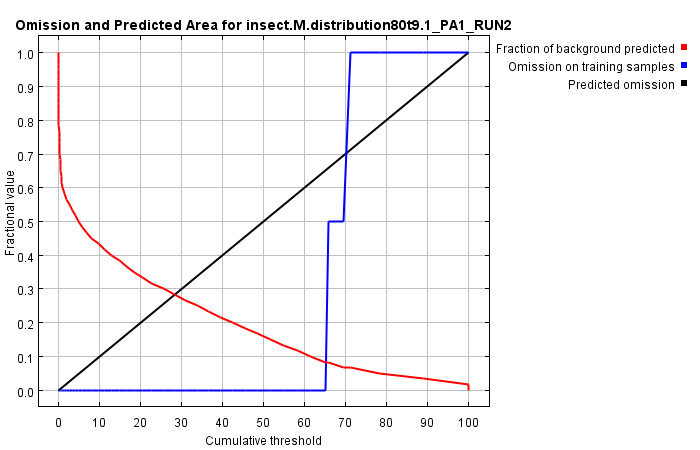 Omission and Predicted Area for insect.M.distribution80t9.1_PA1_RUN2
Fraction of background predicted
Omission on training samples
Predicted omission
Fractional value
1.0
0.9
0.8
0.7
0.6
0.5
0.4
0.3
0.2
0.1
0.0
0 10 20 30 40 50 60 70 80 90 100
Cumulative threshold